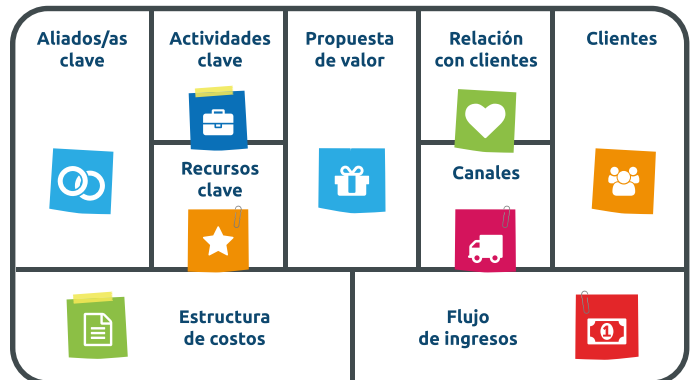 Aliados/as
clave
Actividades
clave
Propuesta
de valor
Relación
con clientes
Clientes
Recursos
clave
Canales
Estructura
de costos
Flujo
de ingresos
1